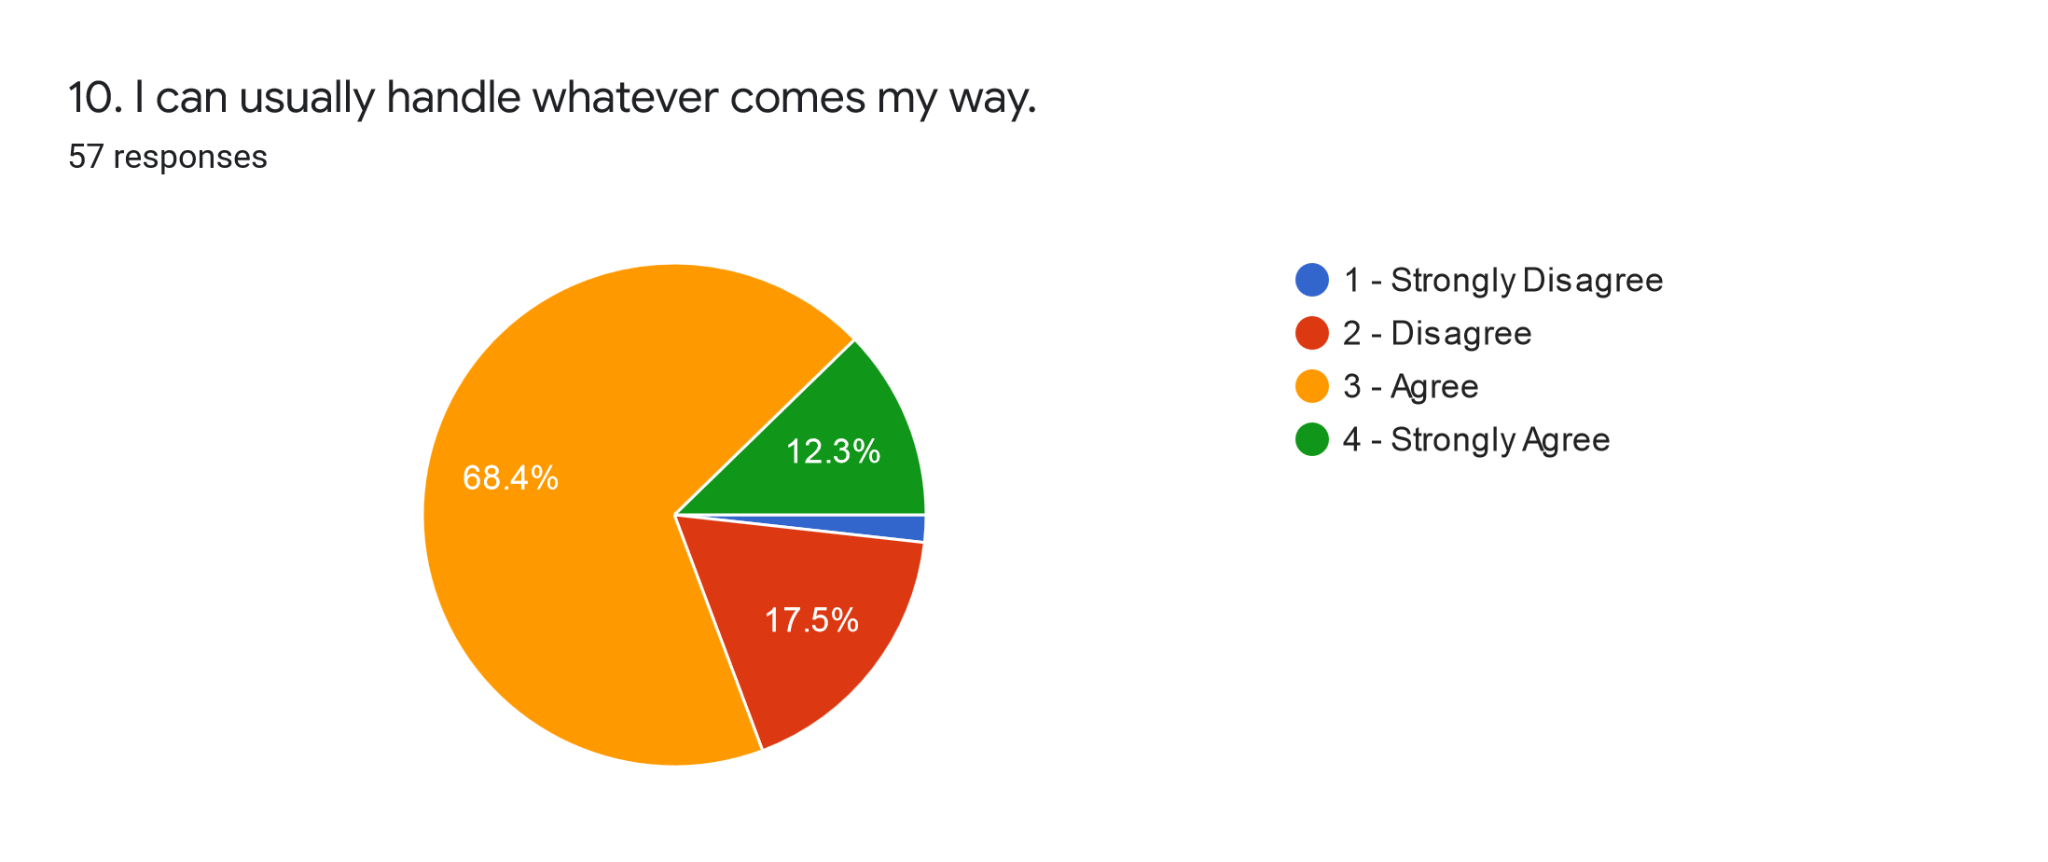 10. I can usually handle whatever comes my way.
57 responses
68.4%
12.3%
17.5%
1 - Strongly Disagree
2 - Disagree
3 - Agree
4 - Strongly Agree